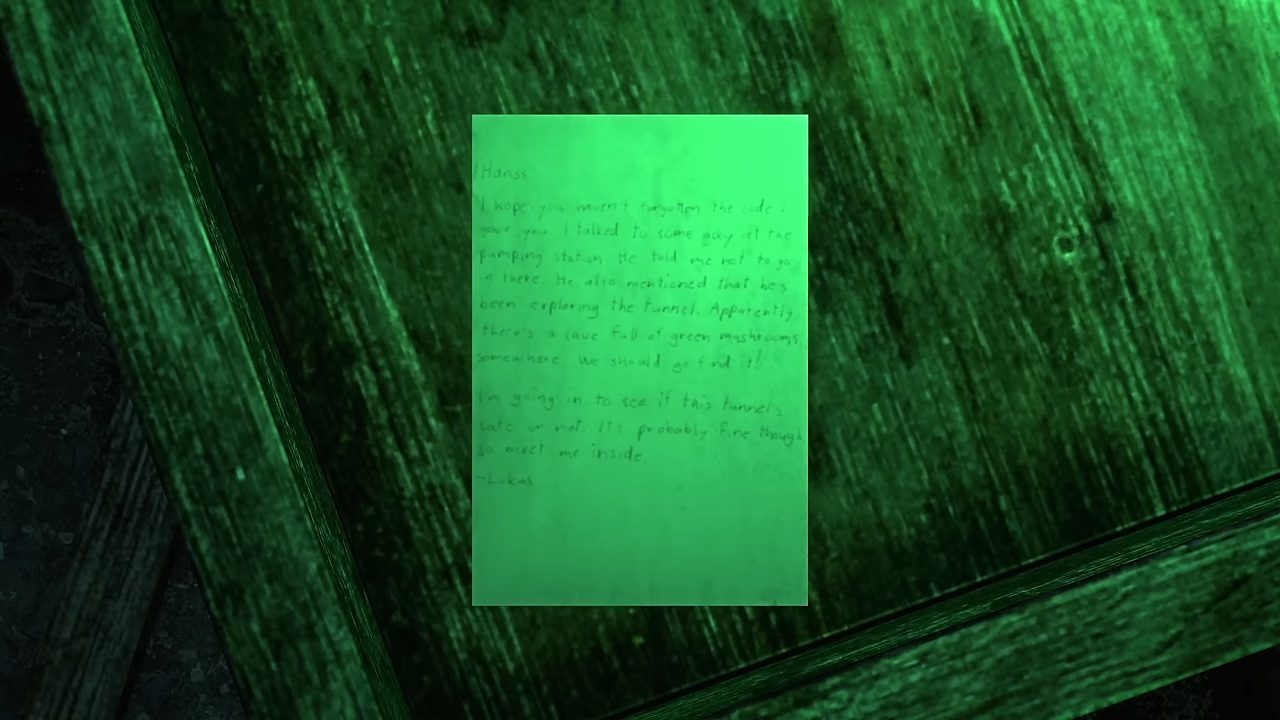 Hanss,
I hope you haven't forgotten the code I
gave you. I talked to some guy at the
pumping station. He told me not to go
in there. He also mentioned that he's
been exploring the tunnel. Apparently,
there's a cave full of green mushrooms
somewhere. We should go find it!
I'm going in to see if this tunnel's
safe or not. It's probably fine though
so meet me inside.
~Lukas